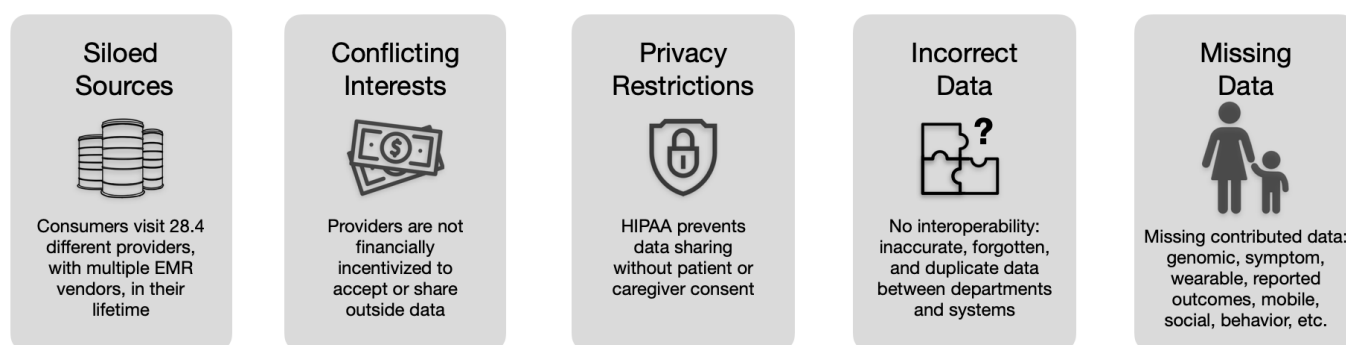 Siloed
Sources
Consumers visit 28.4
different providers,
with multiple EMR
vendors, in their
lifetime
Conflicting
Interests
$
Providers are not
financially
incentivized to
accept or share
outside data
Privacy
Restrictions
HIPAA prevents
data sharing
without patient or
caregiver consent
Incorrect
Data
?
No interoperability:
inaccurate, forgotten,
and duplicate data
between departments
and systems
Missing
Data
Missing contributed data:
genomic, symptom,
wearable, reported
outcomes, mobile,
social, behavior, etc.